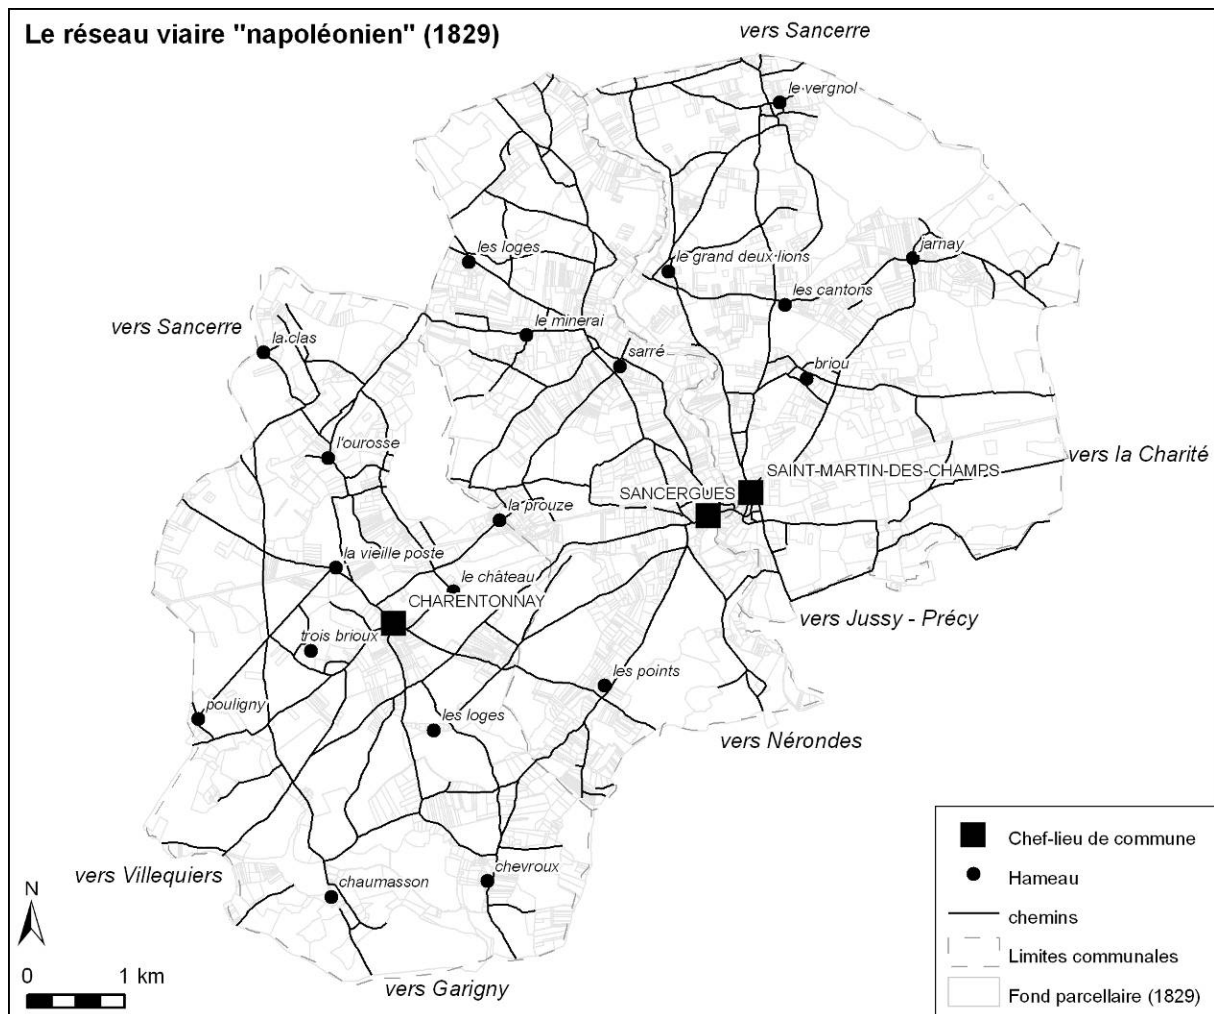 Le réseau viaire "napoléonien" (1829)
vers Sancerre
le vergnol
les loges
le grand deux-lions
jarnay
les cantons
vers Sancerre
la clas
le minerai
sarré
briou
l'ourosse
vers la Charité
SAINT-MARTIN-DES-CHAMPS
SANCERGUES
la prouze
la vieille poste
le château
CHARENTONNAY
vers Jussy - Précy
trois brioux
les points
pouligny
les loges
vers Nérondes
vers Villequiers
chaumasson
chevroux
vers Garigny
N
0 1 km
Chef-lieu de commune
Hameau
chemins
Limites communales
Fond parcellaire (1829)